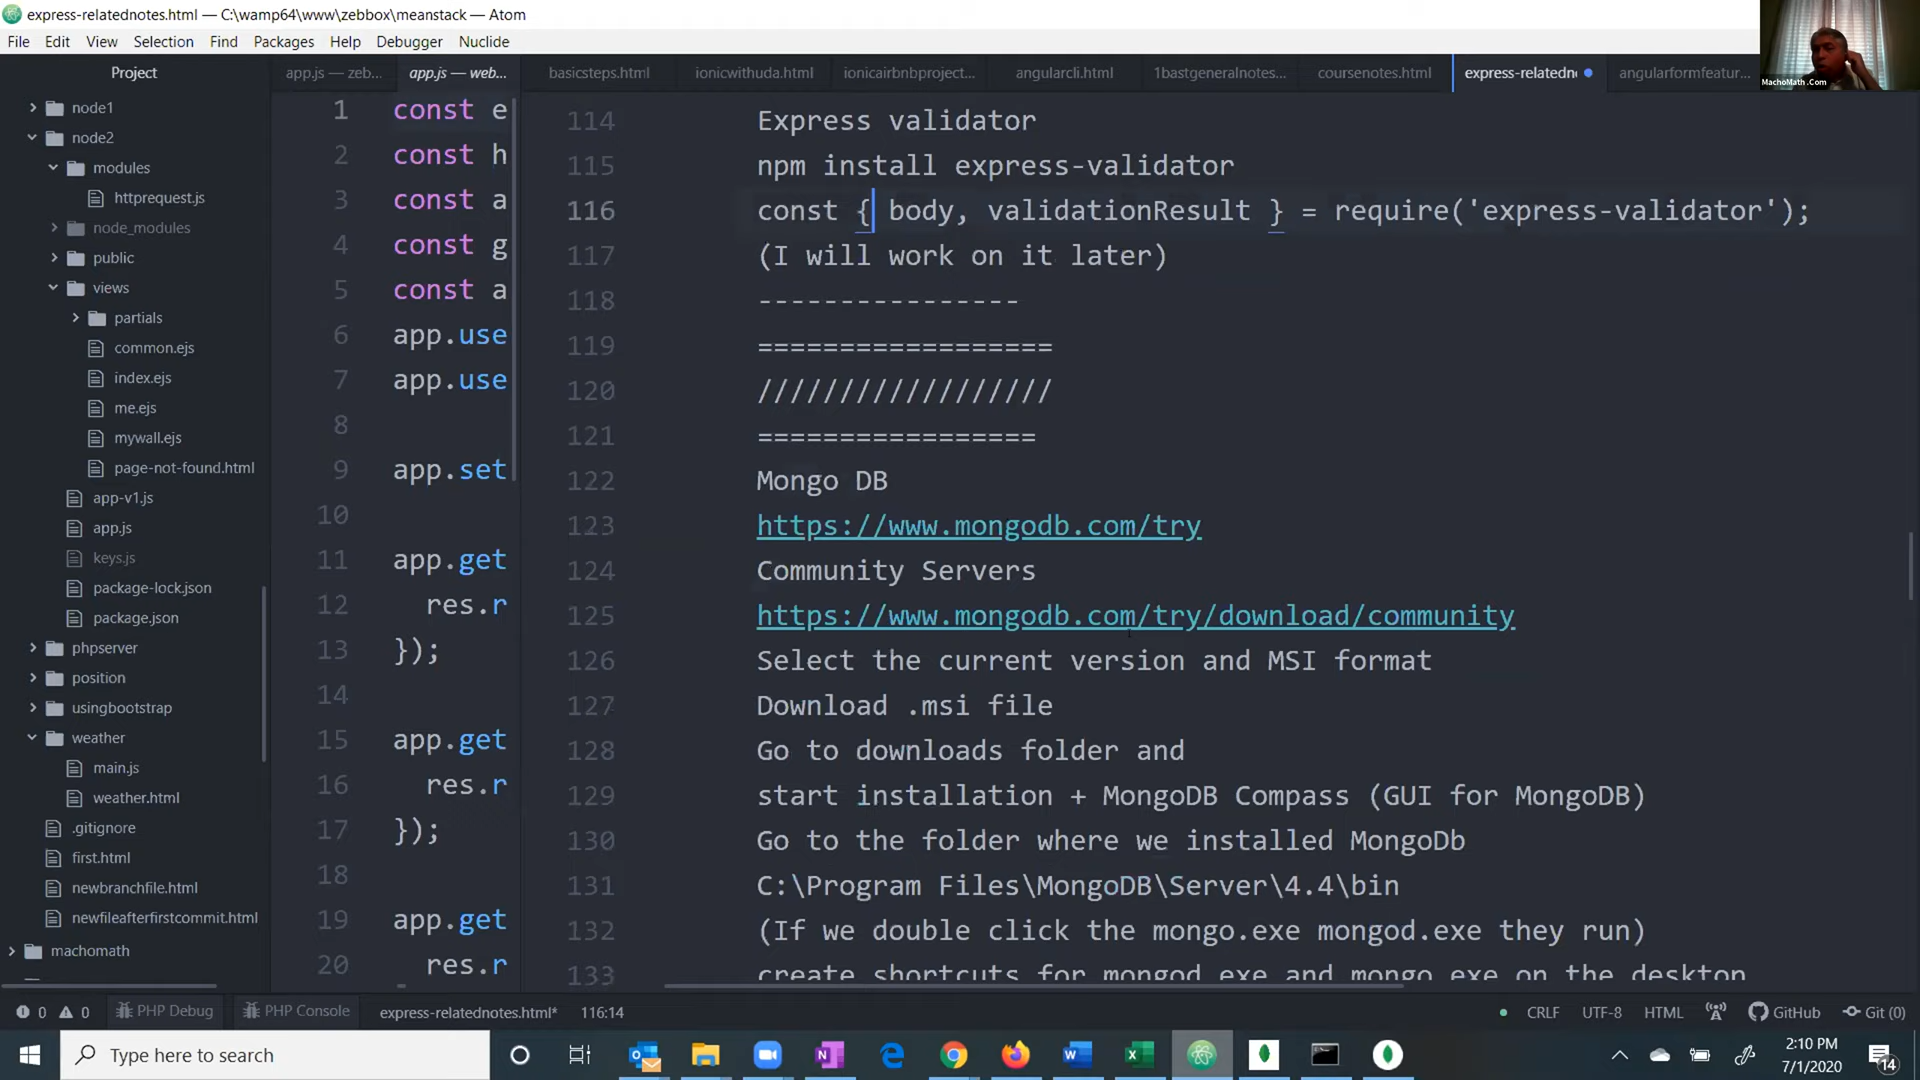 express-relatednotes.html — C:\wamp64\www\zebbox\meanstack — Atom
File Edit View Selection Find Packages Help Debugger Nuclide
MachoMath .Com
Project
app.js — zeb...
app.js — web...
basicsteps.html
ionicwithuda.html
ionicairbnbproject...
angularcli.html
1bastgeneralnotes...
coursenotes.html
express-relatedn
angularformfeatur...
node1
node2
modules
httprequest.js
node_modules
public
views
partials
common.ejs
index.ejs
me.ejs
mywall.ejs
page-not-found.html
app-v1.js
app.js
keys.js
package-lock.json
package.json
phpserver
position
usingbootstrap
weather
main.js
weather.html
.gitignore
first.html
newbranchfile.html
newfileafterfirstcommit.html
machomath
1 const e
2 const h
3 const a
4 const g
5 const a
6 app.use
7 app.use
8
9 app.set
10
11 app.get
12 res.r
13 });
14
15 app.get
16 res.r
17 });
18
19 app.get
20 res.r
114 Express validator
115 npm install express-validator
116 const { body, validationResult } = require('express-validator');
117 (I will work on it later)
118 ----------------
119 ==================
120 //////////////////
121 =================
122 Mongo DB
123 https://www.mongodb.com/try
124 Community Servers
125 https://www.mongodb.com/try/download/community
126 Select the current version and MSI format
127 Download .msi file
128 Go to downloads folder and
129 start installation + MongoDB Compass (GUI for MongoDB)
130 Go to the folder where we installed MongoDb
131 C:\Program Files\MongoDB\Server\4.4\bin
132 (If we double click the mongo.exe mongod.exe they run)
133 create shortcuts for mongod.exe and mongo.exe on the desktop
0 0 PHP Debug PHP Console express-relatednotes.html* 116:14 CRLF UTF-8 HTML GitHub Git (0)
Type here to search
2:10 PM
7/1/2020
14